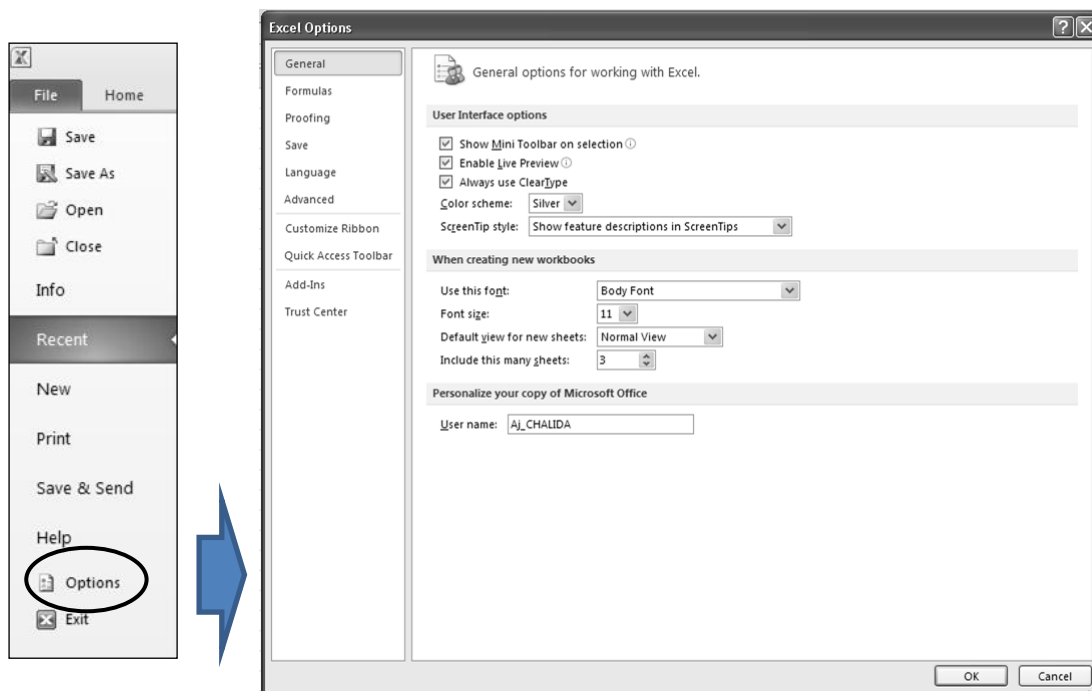 File Home
Save
Save As
Open
Close
Info
Recent
New
Print
Save & Send
Help
Options
Exit
Excel Options
General
Formulas
Proofing
Save
Language
Advanced
Customize Ribbon
Quick Access Toolbar
Add-Ins
Trust Center
General options for working with Excel.
User Interface options
Show Mini Toolbar on selection
Enable Live Preview
Always use ClearType
Color scheme: Silver
ScreenTip style: Show feature descriptions in ScreenTips
When creating new workbooks
Use this font: Body Font
Font size: 11
Default view for new sheets: Normal View
Include this many sheets: 3
Personalize your copy of Microsoft Office
User name: Aj_CHALIDA
OK Cancel